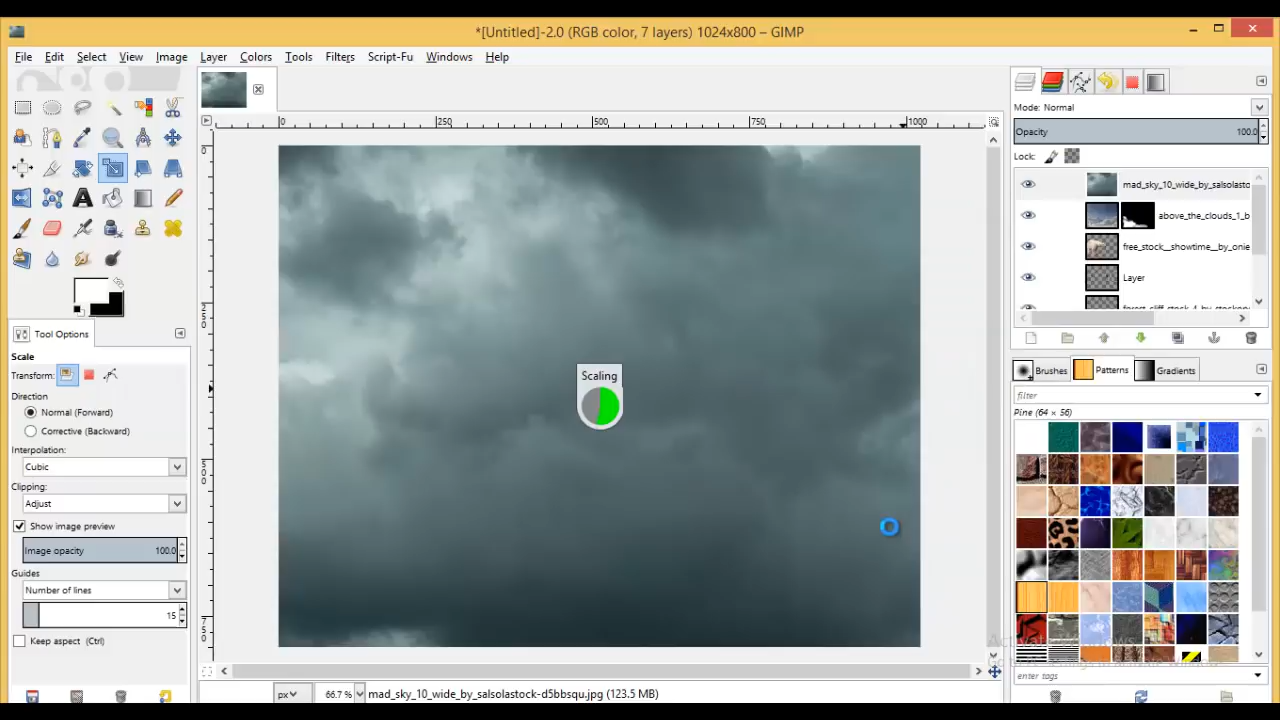 *[Untitled]-2.0 (RGB color, 7 layers) 1024x800 – GIMP
File Edit Select View Image Layer Colors Tools Filters Script-Fu Windows Help
Mode: Normal
Opacity 100.0
Lock:
0 250 500 750 1000
0
250
500
750
mad_sky_10_wide_by_salsolasto
above_the_clouds_1_b
free_stock__showtime__by_onie
Layer
Tool Options
Scale
Transform:
Direction
Normal (Forward)
Corrective (Backward)
Interpolation:
Cubic
Clipping:
Adjust
Show image preview
Image opacity 100.0
Guides
Number of lines
15
Keep aspect (Ctrl)
Scaling
Brushes Patterns Gradients
filter
Pine (64 × 56)
enter tags
px 66.7 % mad_sky_10_wide_by_salsolastock-d5bbsqu.jpg (123.5 MB)